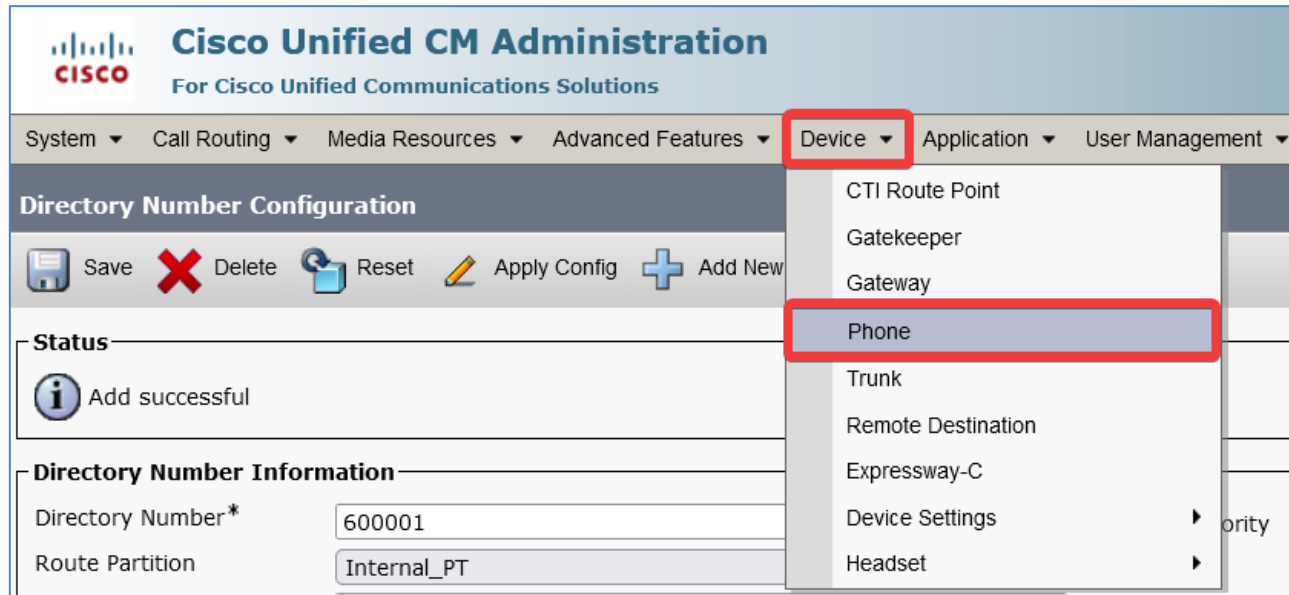 CISCO
Cisco Unified CM Administration
For Cisco Unified Communications Solutions
System Call Routing Media Resources Advanced Features Device Application User Management
Directory Number Configuration
Save Delete Reset Apply Config Add New
Status
Add successful
Directory Number Information
Directory Number* 600001
Route Partition Internal_PT
CTI Route Point
Gatekeeper
Gateway
Phone
Trunk
Remote Destination
Expressway-C
Device Settings
Headset